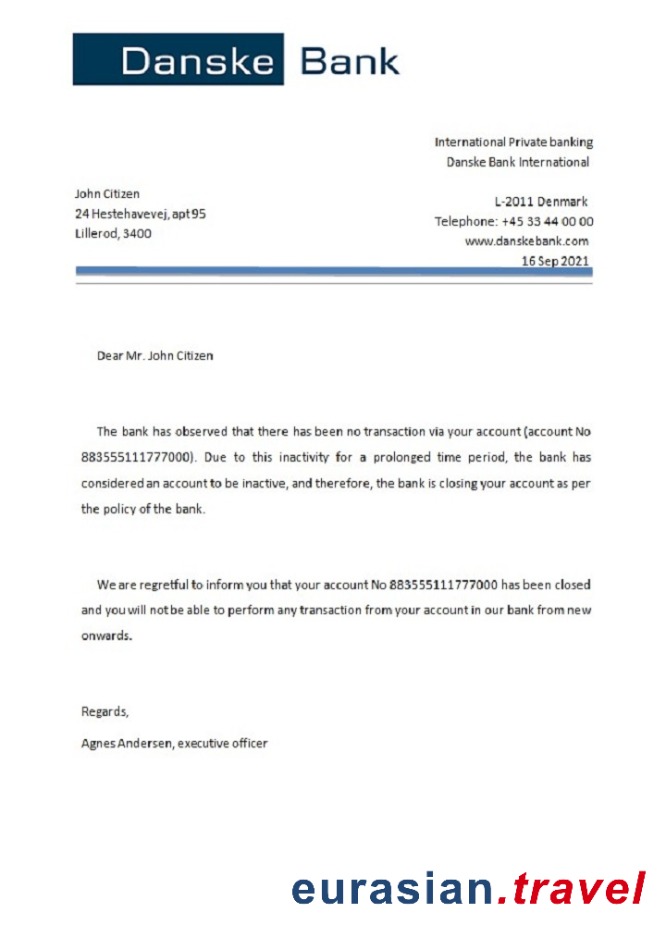 Danske Bank
International Private banking
Danske Bank International
John Citizen
24 Hestehavevej, apt 95
Lillerod, 3400
L-2011 Denmark
Telephone: +45 33 44 00 00
www.danskebank.com
16 Sep 2021
Dear Mr. John Citizen
The bank has observed that there has been no transaction via your account (account No
883555111777000). Due to this inactivity for a prolonged time period, the bank has
considered an account to be inactive, and therefore, the bank is closing your account as per
the policy of the bank.
We are regretful to inform you that your account No 883555111777000 has been closed
and you will not be able to perform any transaction from your account in our bank from new
onwards.
Regards,
Agnes Andersen, executive officer
eurasian.travel